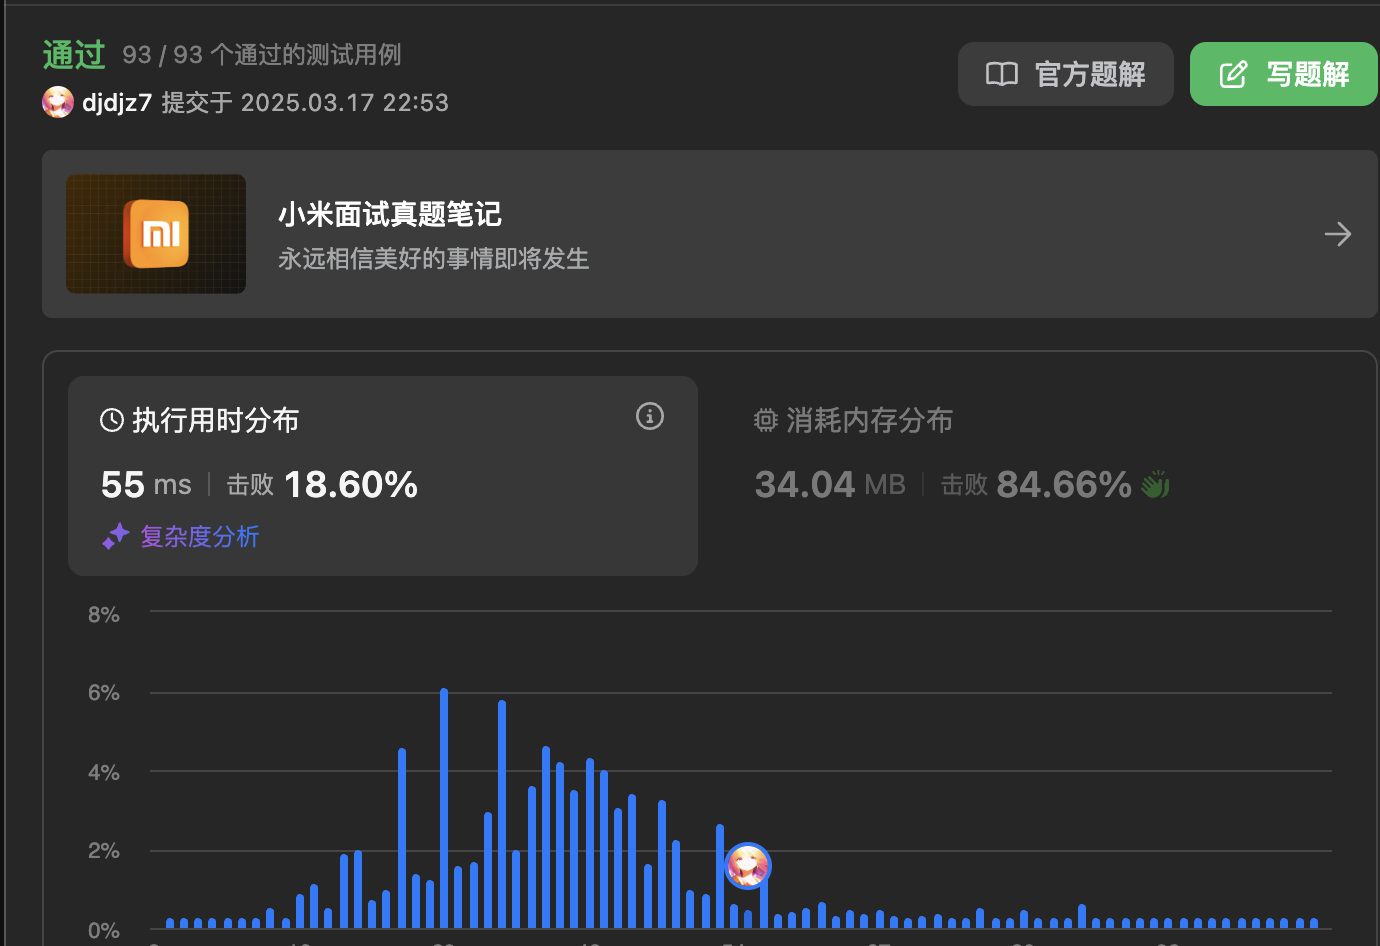 通过 93 / 93 个通过的测试用例
djdjz7 提交于 2025.03.17 22:53
官方题解
写题解
小米面试真题笔记
永远相信美好的事情即将发生
执行用时分布
55 ms 击败 18.60%
复杂度分析
消耗内存分布
34.04 MB 击败 84.66%
8%
6%
4%
2%
0%